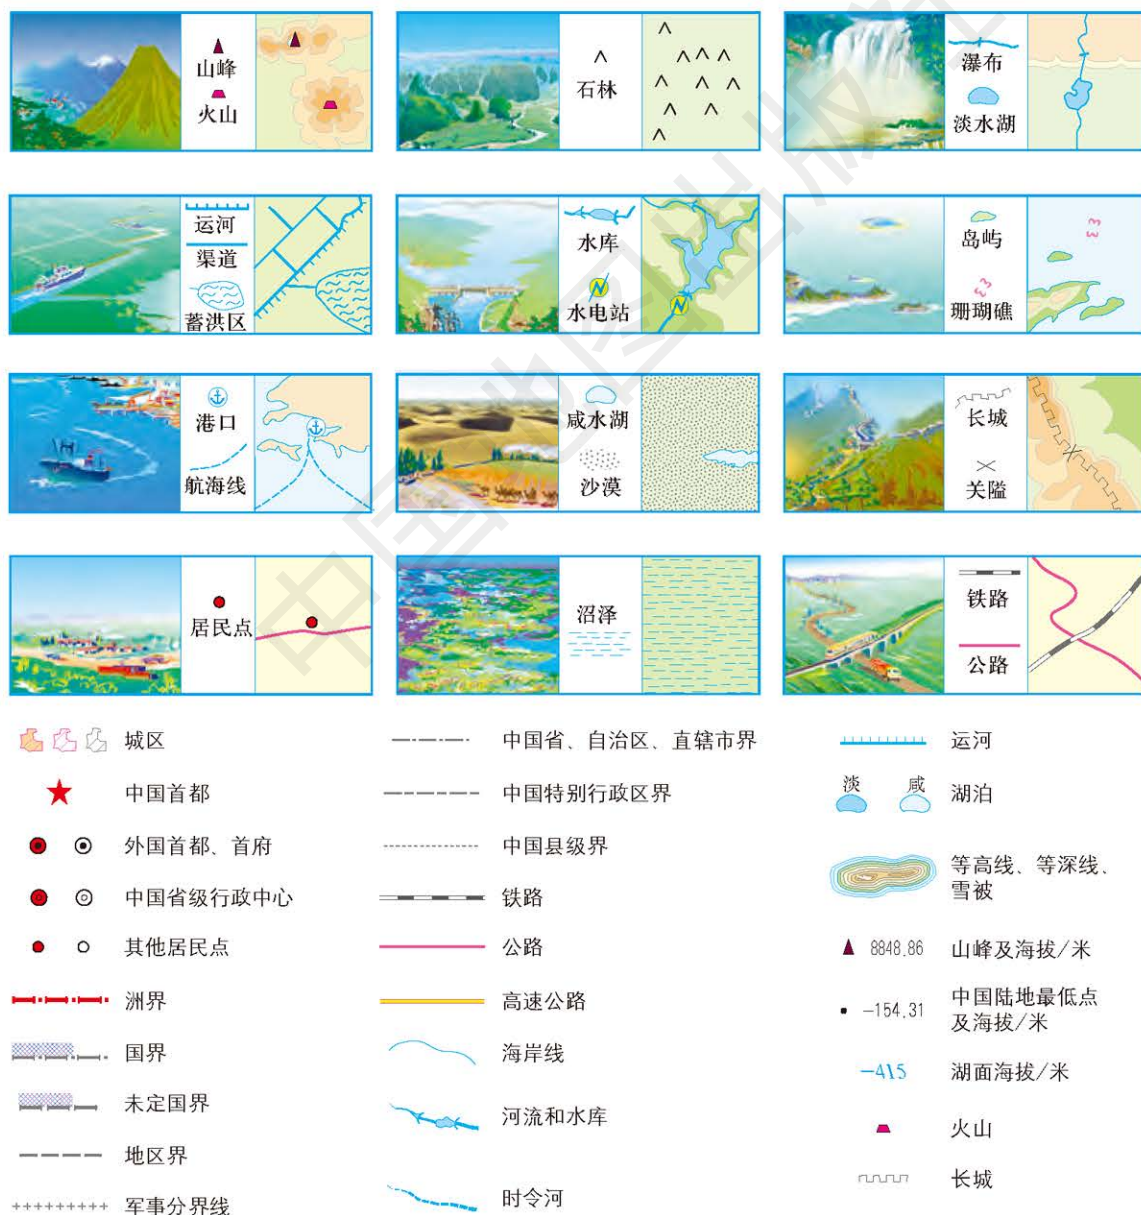 山峰
火山
石林
瀑布
淡水湖
运河
渠道
蓄洪区
水库
水电站
岛屿
珊瑚礁
港口
航海线
咸水湖
沙漠
长城
关隘
居民点
沼泽
铁路
公路
城区
中国首都
外国首都、首府
中国省级行政中心
其他居民点
洲界
国界
未定国界
地区界
军事分界线
中国省、自治区、直辖市界
中国特别行政区界
中国县级界
铁路
公路
高速公路
海岸线
河流和水库
时令河
运河
淡 咸 湖泊
等高线、等深线、
雪被
8848.86 山峰及海拔/米
-154.31 中国陆地最低点
及海拔/米
-415 湖面海拔/米
火山
长城
中国地图出版